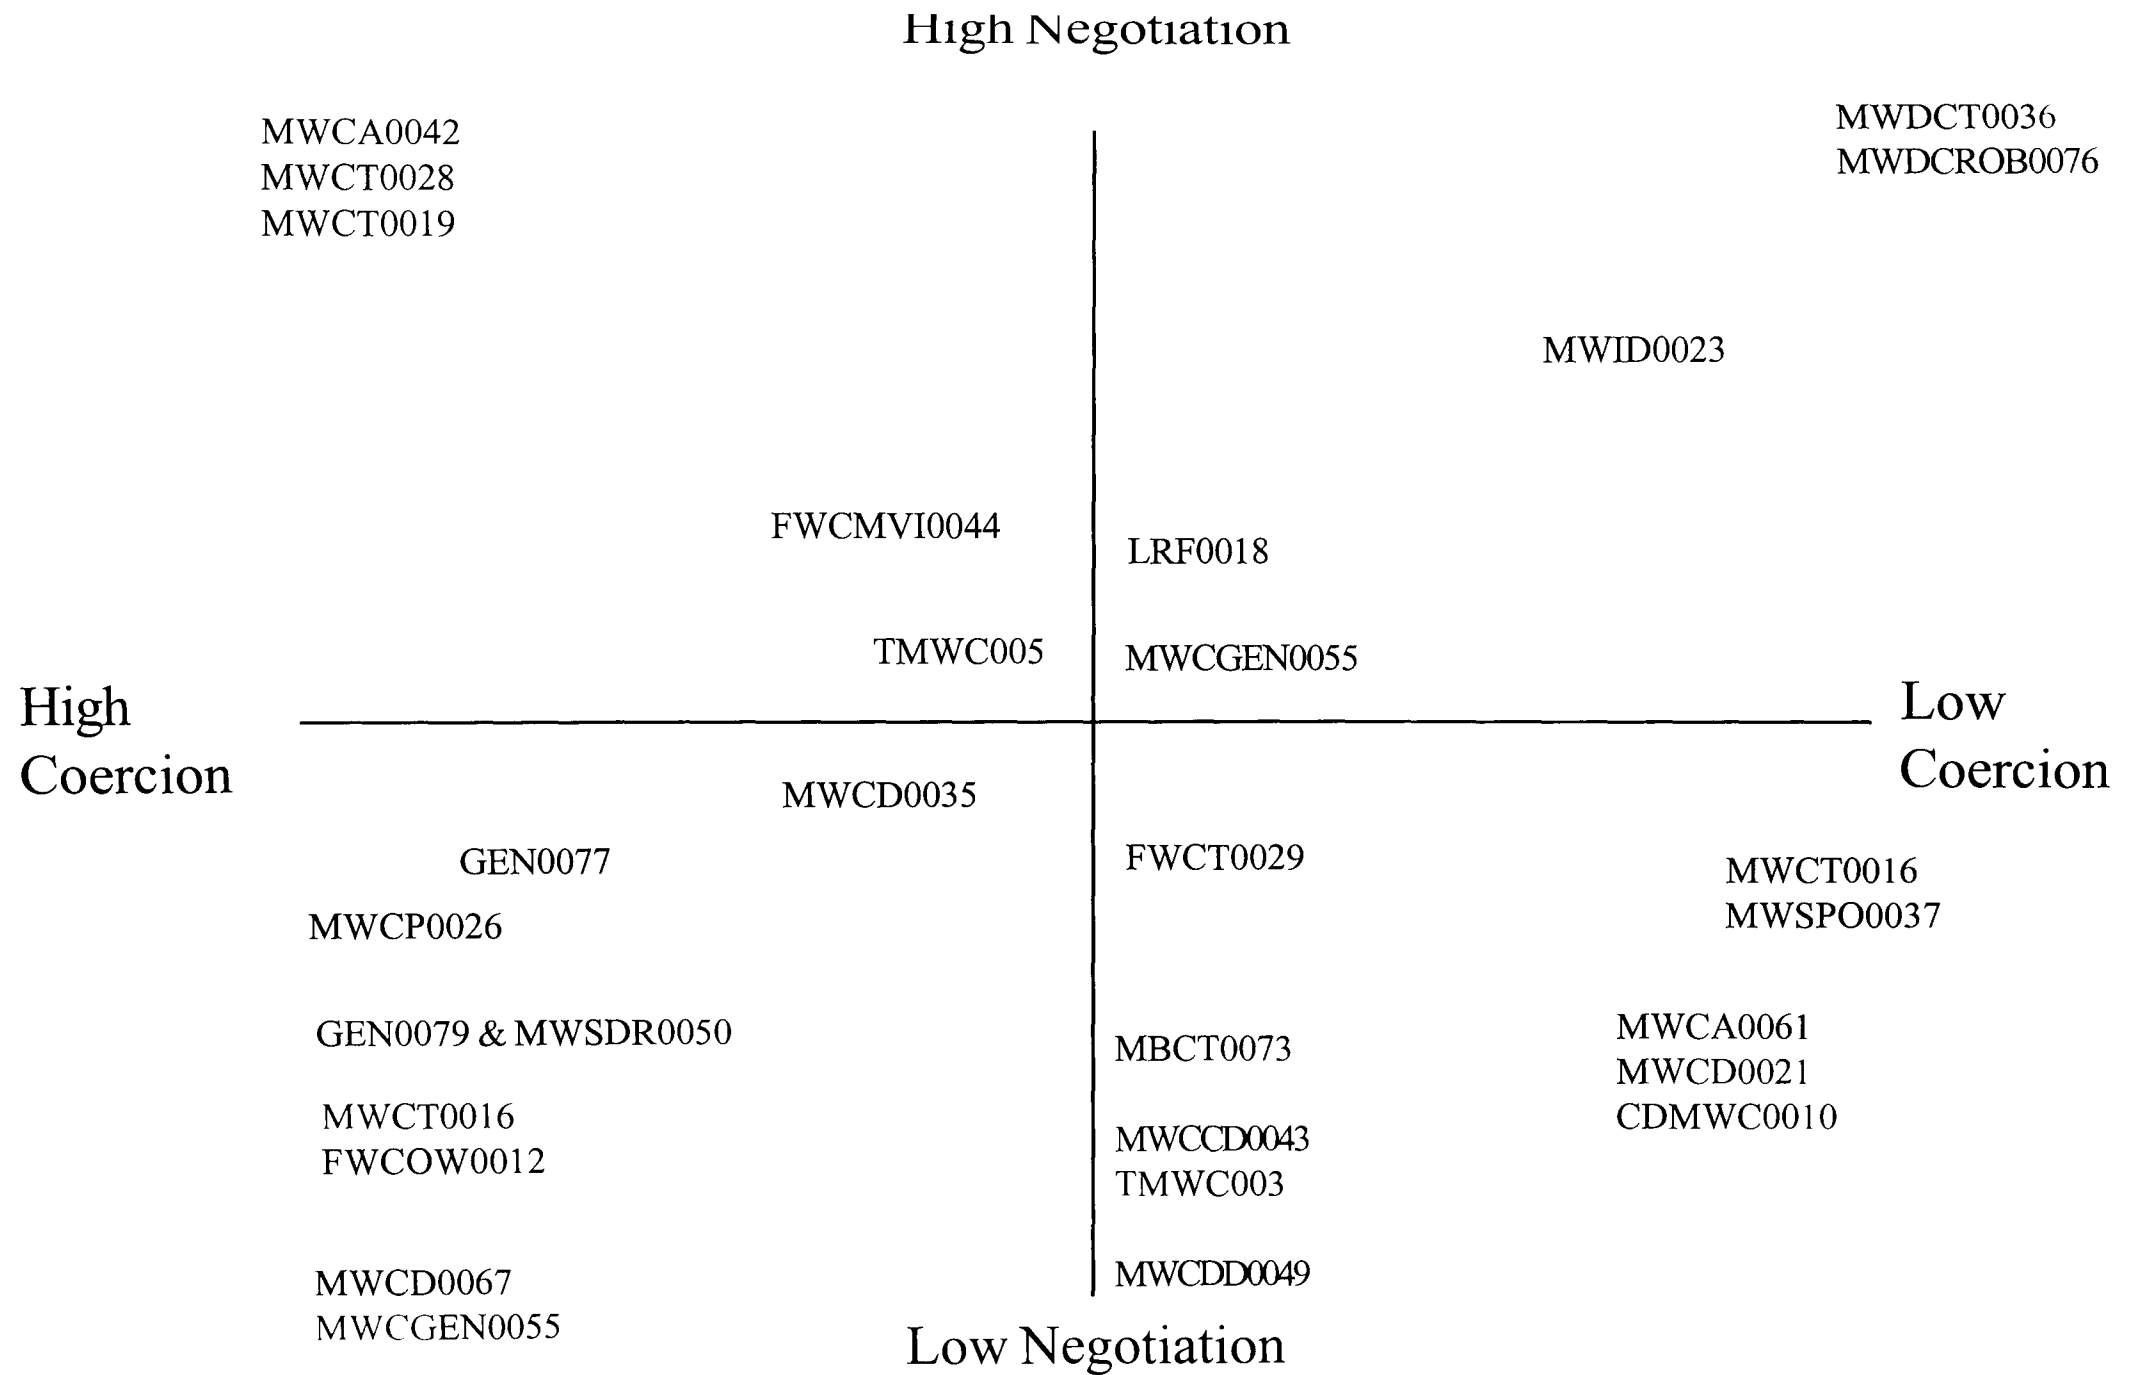 High Negotiation
MWCA0042
MWCT0028
MWCT0019
MWDCT0036
MWDCROB0076
MWID0023
FWCMVI0044
LRF0018
TMWC005
MWCGEN0055
High
Coercion
Low
Coercion
MWCD0035
GEN0077
FWCT0029
MWCT0016
MWSPO0037
MWCP0026
GEN0079 & MWSDR0050
MBCT0073
MWCA0061
MWCD0021
CDMWC0010
MWCT0016
FWCOW0012
MWCCD0043
TMWC003
MWCD0067
MWCGEN0055
MWCDD0049
Low Negotiation